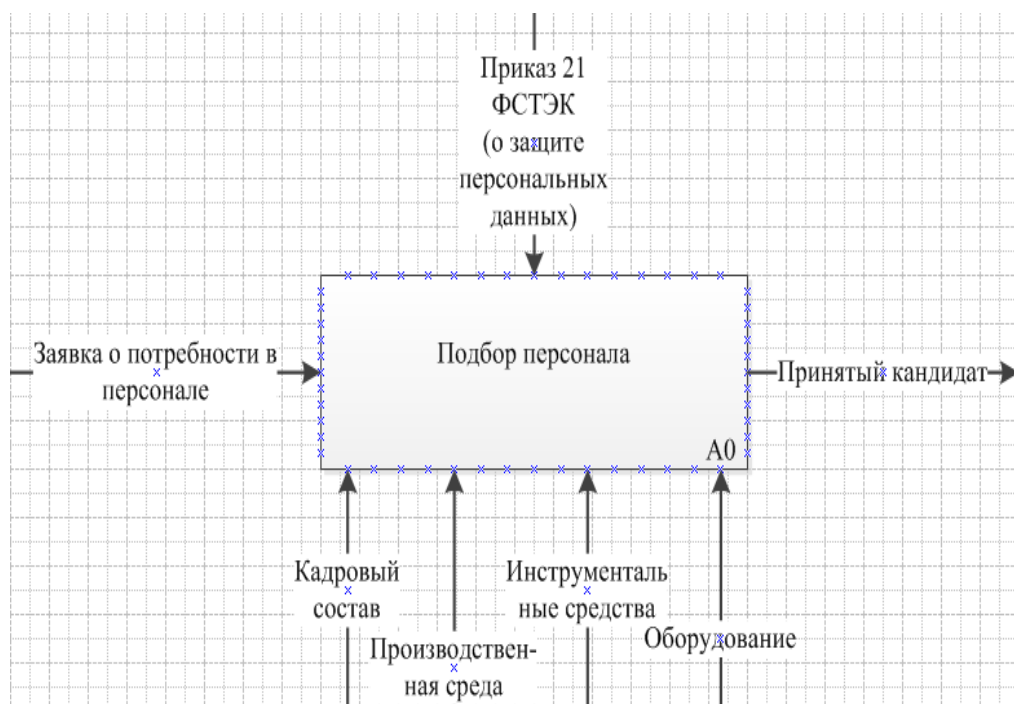 Приказ 21
ФСТЭК
(о защите
персональных
данных)
Заявка о потребности в
персонале
Подбор персонала
Принятый кандидат
А0
Кадровый
состав
Инструменталь
ные средства
Производствен-
ная среда
Оборудование